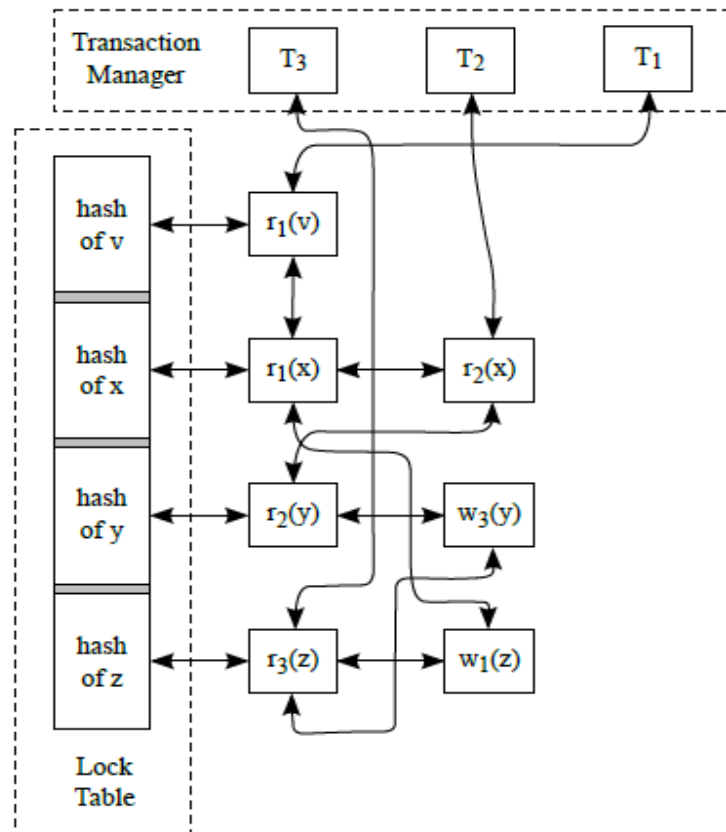 Transaction
Manager
T3
T2
T1
hash
of v
r1(v)
hash
of x
r1(x)
r2(x)
hash
of y
r2(y)
w3(y)
hash
of z
r3(z)
w1(z)
Lock
Table